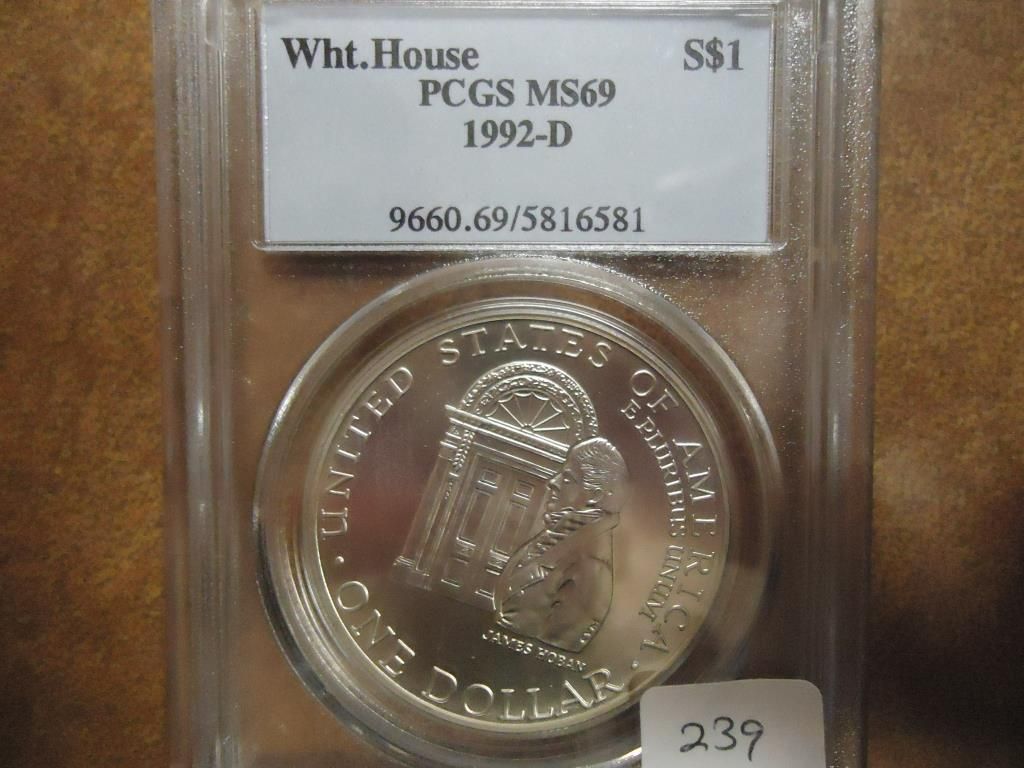 Wht.House S$1
PCGS MS69
1992-D
9660.69/5816581
UNITED STATES OF AMERICA
E PLURIBUS UNUM
JAMES HOBAN
ONE DOLLAR
239